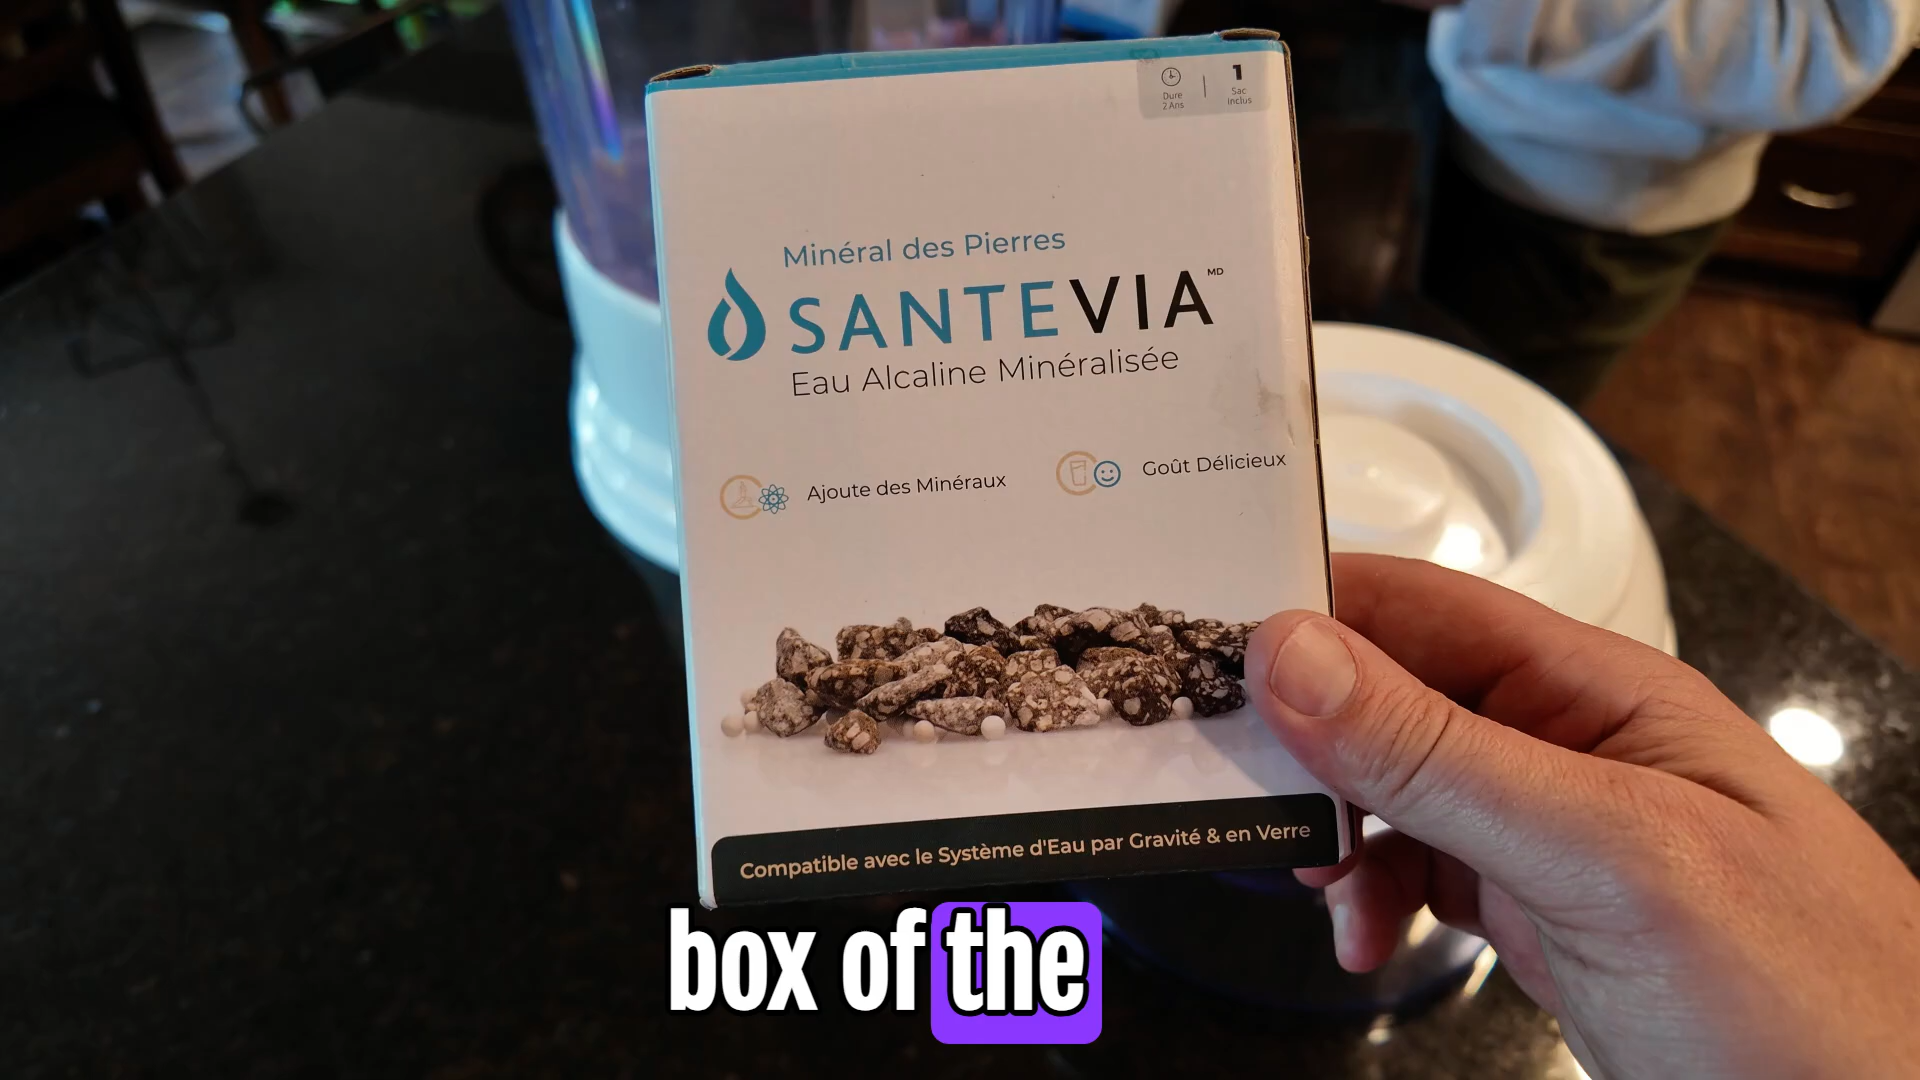 Dure
2 Ans
1
Sac
Inclus
Minéral des Pierres
SANTEVIA MD
Eau Alcaline Minéralisée
Ajoute des Minéraux
Goût Délicieux
Compatible avec le Système d'Eau par Gravité & en Verre
box of the